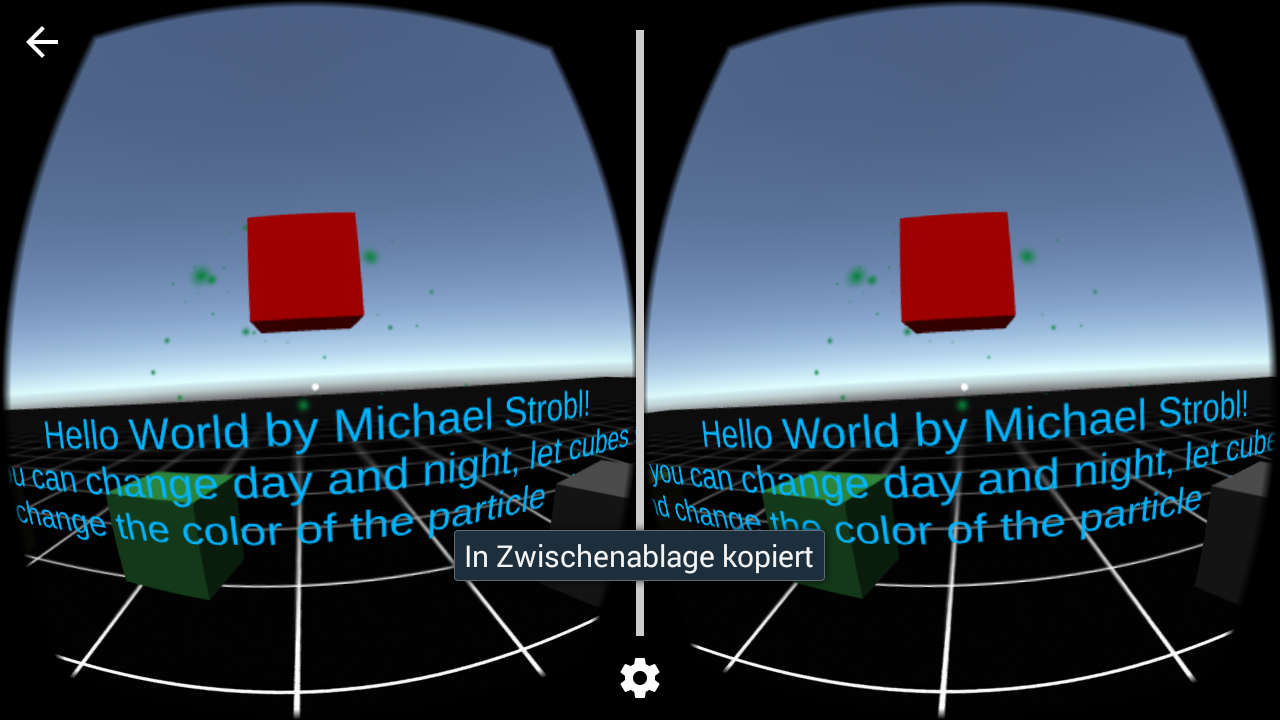 Hello World by Michael Strobl!
u can change day and night, let cubes
change the color of the particle
Hello World by Michael Strobl!
you can change day and night, let cube
nd change the color of the particle
In Zwischenablage kopiert